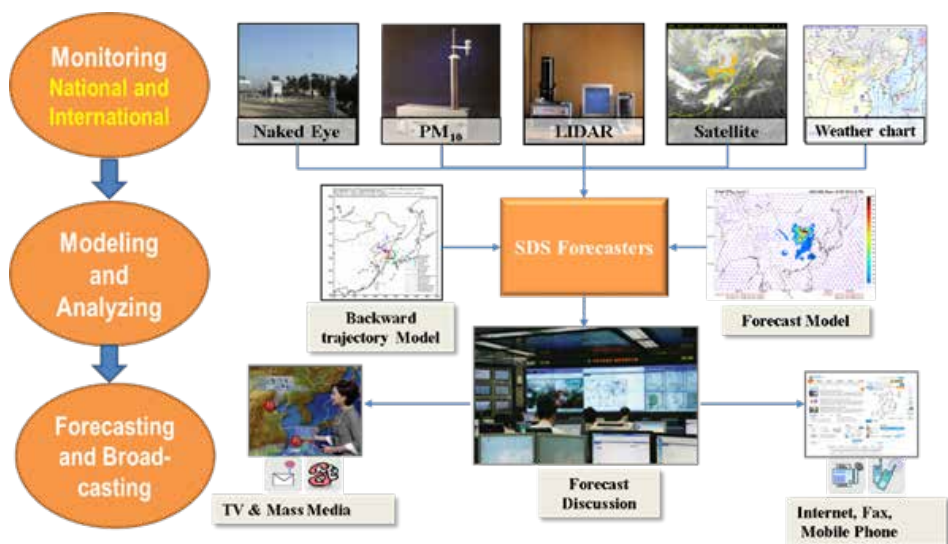 Monitoring
National and
International
Naked Eye
PM₁₀
LIDAR
Satellite
Weather chart
Modeling
and
Analyzing
SDS Forecasters
Backward
trajectory Model
Forecast Model
Forecasting
and Broad-
casting
TV & Mass Media
Forecast
Discussion
Internet, Fax,
Mobile Phone